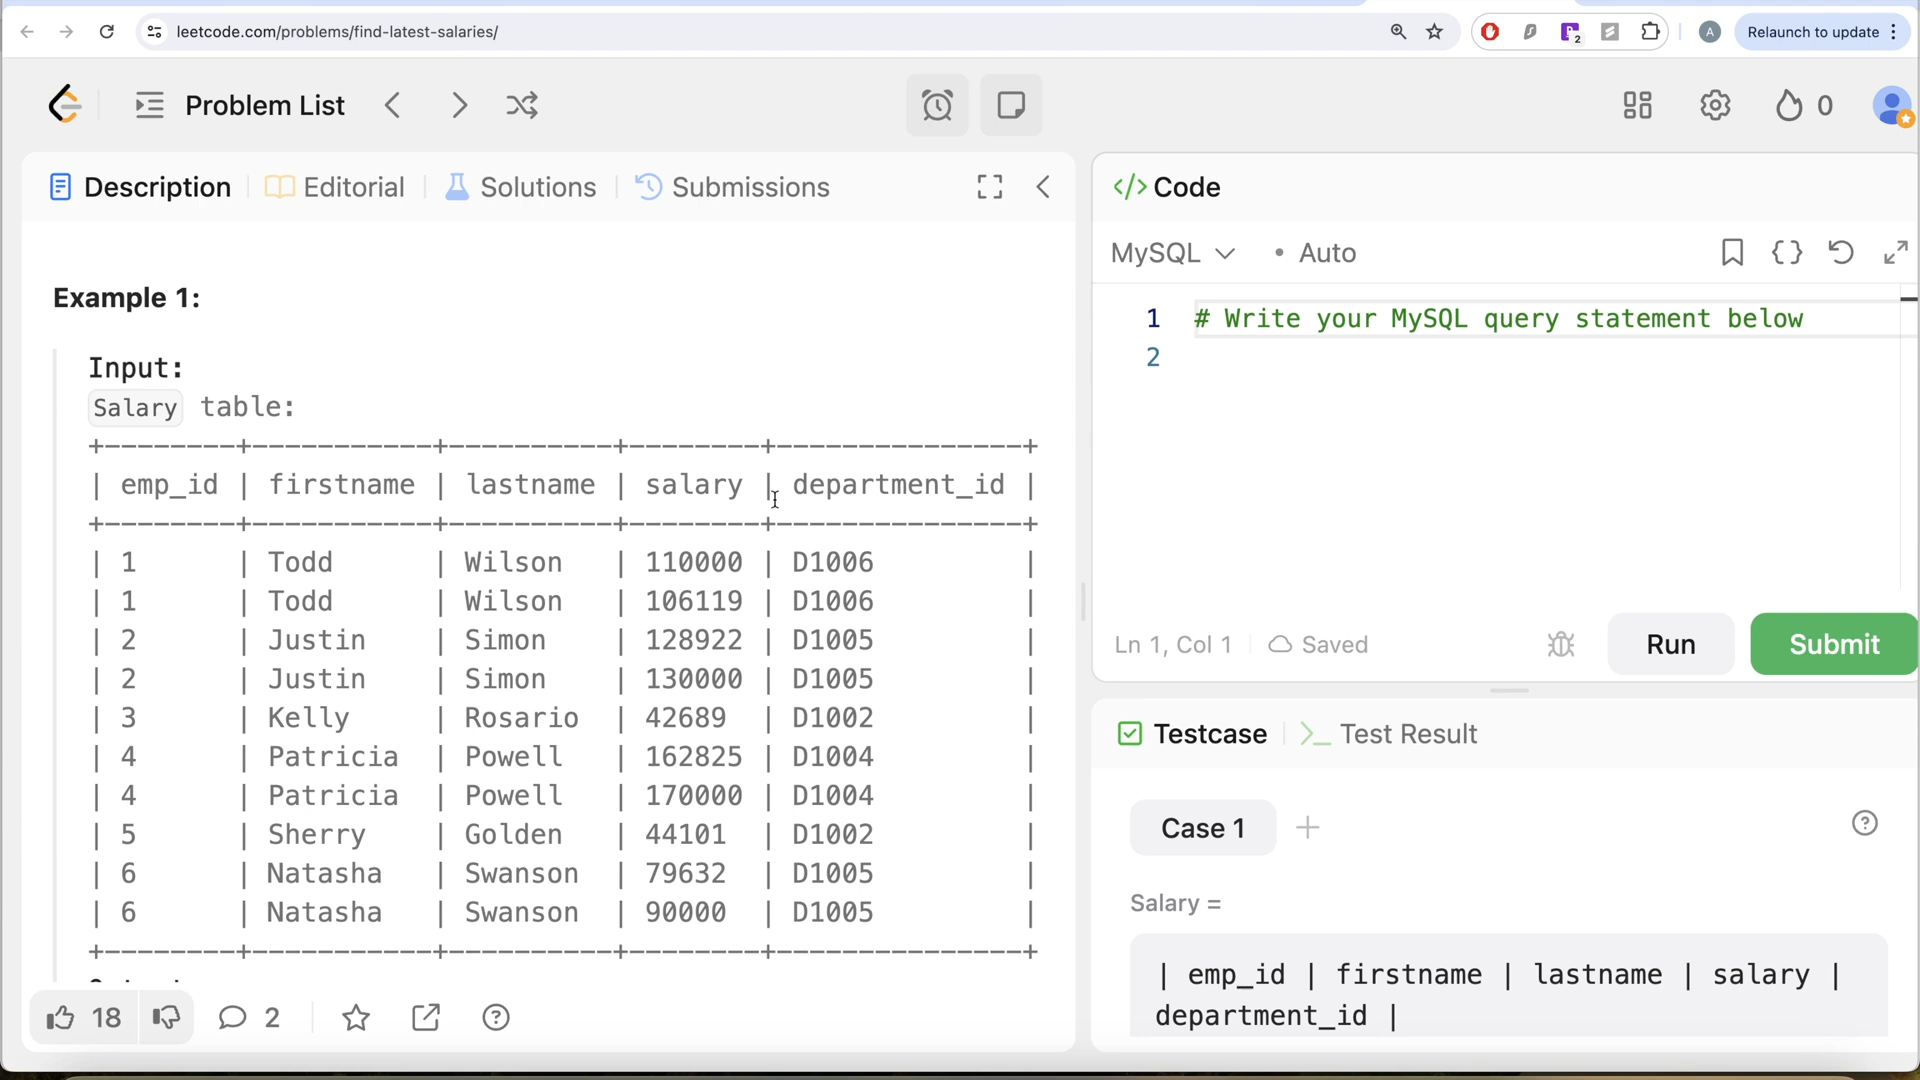 leetcode.com/problems/find-latest-salaries/
2
A
Relaunch to update
Problem List
0
Description
Editorial
Solutions
Submissions
Example 1:
Input:
Salary table:
+--------+-----------+----------+--------+---------------+
| emp_id | firstname | lastname | salary | department_id |
+--------+-----------+----------+--------+---------------+
| 1 | Todd | Wilson | 110000 | D1006 |
| 1 | Todd | Wilson | 106119 | D1006 |
| 2 | Justin | Simon | 128922 | D1005 |
| 2 | Justin | Simon | 130000 | D1005 |
| 3 | Kelly | Rosario | 42689 | D1002 |
| 4 | Patricia | Powell | 162825 | D1004 |
| 4 | Patricia | Powell | 170000 | D1004 |
| 5 | Sherry | Golden | 44101 | D1002 |
| 6 | Natasha | Swanson | 79632 | D1005 |
| 6 | Natasha | Swanson | 90000 | D1005 |
+--------+-----------+----------+--------+---------------+
18
2
</> Code
MySQL • Auto
1 # Write your MySQL query statement below
2
Ln 1, Col 1
Saved
Run
Submit
Testcase
>_ Test Result
Case 1 +
Salary =
| emp_id | firstname | lastname | salary |
department_id |